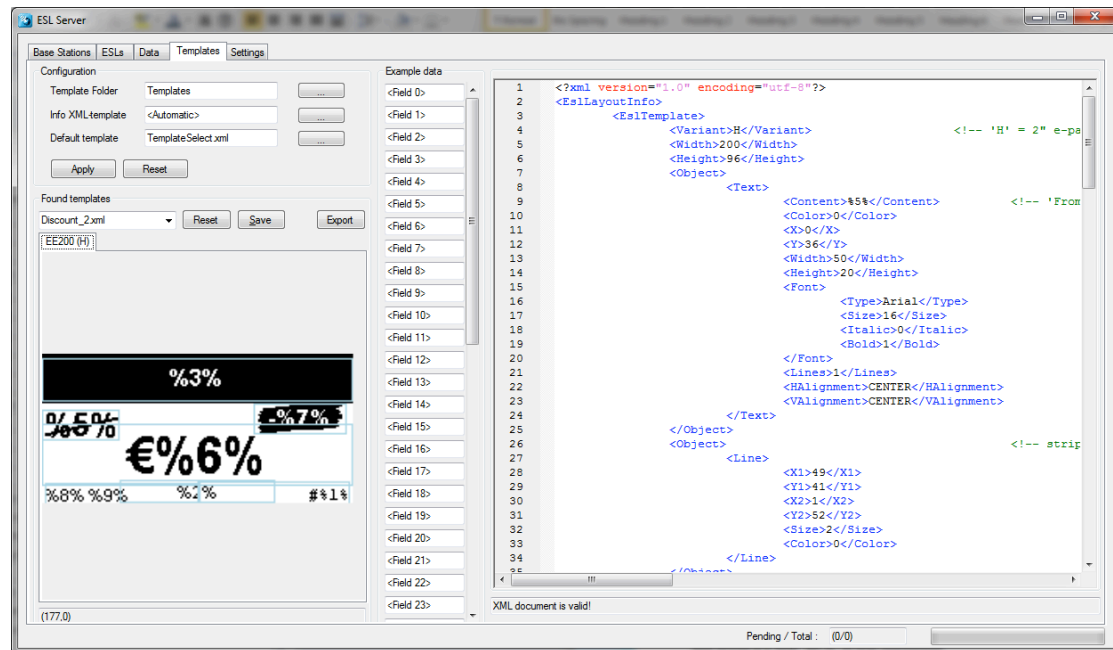 ESL Server
Base Stations ESLs Data Templates Settings
Configuration
Template Folder Templates ...
Info XML-template <Automatic> ...
Default template TemplateSelect.xml ...
Apply Reset
Found templates
Discount_2.xml Reset Save Export
EE200 (H)
%3%
%5% -%7%
€%6%
%8% %9% %2% #%1%
(177,0)
Example data
<Field 0>
<Field 1>
<Field 2>
<Field 3>
<Field 4>
<Field 5>
<Field 6>
<Field 7>
<Field 8>
<Field 9>
<Field 10>
<Field 11>
<Field 12>
<Field 13>
<Field 14>
<Field 15>
<Field 16>
<Field 17>
<Field 18>
<Field 19>
<Field 20>
<Field 21>
<Field 22>
<Field 23>
1 <?xml version="1.0" encoding="utf-8"?>
2 <EslLayoutInfo>
3 <EslTemplate>
4 <Variant>H</Variant> <!-- 'H' = 2" e-pa
5 <Width>200</Width>
6 <Height>96</Height>
7 <Object>
8 <Text>
9 <Content>%5%</Content> <!-- 'From
10 <Color>0</Color>
11 <X>0</X>
12 <Y>36</Y>
13 <Width>50</Width>
14 <Height>20</Height>
15 <Font>
16 <Type>Arial</Type>
17 <Size>16</Size>
18 <Italic>0</Italic>
19 <Bold>1</Bold>
20 </Font>
21 <Lines>1</Lines>
22 <HAlignment>CENTER</HAlignment>
23 <VAlignment>CENTER</VAlignment>
24 </Text>
25 </Object>
26 <Object> <!-- strip
27 <Line>
28 <X1>49</X1>
29 <Y1>41</Y1>
30 <X2>1</X2>
31 <Y2>52</Y2>
32 <Size>2</Size>
33 <Color>0</Color>
34 </Line>
35 </Object>
XML document is valid!
Pending / Total : (0/0)